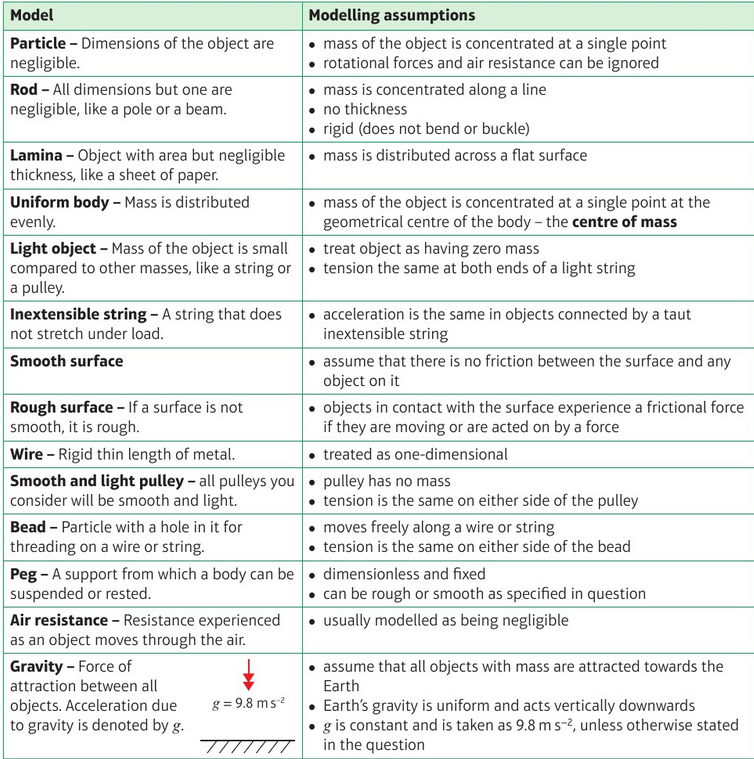 Model
Modelling assumptions
Particle – Dimensions of the object are
negligible.
• mass of the object is concentrated at a single point
• rotational forces and air resistance can be ignored
Rod – All dimensions but one are
negligible, like a pole or a beam.
• mass is concentrated along a line
• no thickness
• rigid (does not bend or buckle)
Lamina – Object with area but negligible
thickness, like a sheet of paper.
• mass is distributed across a flat surface
Uniform body – Mass is distributed
evenly.
• mass of the object is concentrated at a single point at the
geometrical centre of the body – the centre of mass
Light object – Mass of the object is small
compared to other masses, like a string or
a pulley.
• treat object as having zero mass
• tension the same at both ends of a light string
Inextensible string – A string that does
not stretch under load.
• acceleration is the same in objects connected by a taut
inextensible string
Smooth surface
• assume that there is no friction between the surface and any
object on it
Rough surface – If a surface is not
smooth, it is rough.
• objects in contact with the surface experience a frictional force
if they are moving or are acted on by a force
Wire – Rigid thin length of metal.
• treated as one-dimensional
Smooth and light pulley – all pulleys you
consider will be smooth and light.
• pulley has no mass
• tension is the same on either side of the pulley
Bead – Particle with a hole in it for
threading on a wire or string.
• moves freely along a wire or string
• tension is the same on either side of the bead
Peg – A support from which a body can be
suspended or rested.
• dimensionless and fixed
• can be rough or smooth as specified in question
Air resistance – Resistance experienced
as an object moves through the air.
• usually modelled as being negligible
Gravity – Force of
attraction between all
objects. Acceleration due
to gravity is denoted by g.
g = 9.8 m s⁻²
• assume that all objects with mass are attracted towards the
Earth
• Earth's gravity is uniform and acts vertically downwards
• g is constant and is taken as 9.8 m s⁻², unless otherwise stated
in the question